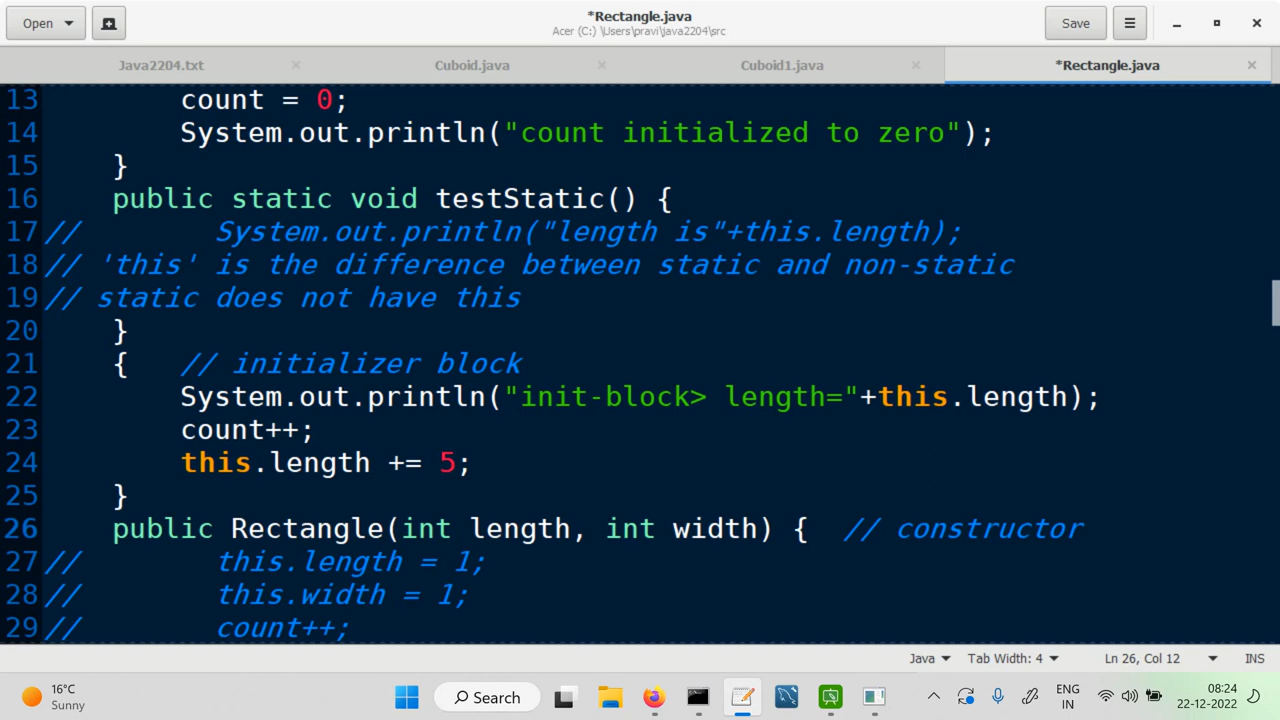 Open
*Rectangle.java
Acer (C:) \Users\pravi\java2204\src
Save
Java2204.txt
Cuboid.java
Cuboid1.java
*Rectangle.java
13         count = 0;
14         System.out.println("count initialized to zero");
15     }
16     public static void testStatic() {
17 //        System.out.println("length is"+this.length);
18 // 'this' is the difference between static and non-static
19 // static does not have this
20     }
21     {   // initializer block
22         System.out.println("init-block> length="+this.length);
23         count++;
24         this.length += 5;
25     }
26     public Rectangle(int length, int width) {  // constructor
27 //        this.length = 1;
28 //        this.width = 1;
29 //        count++;
Java
Tab Width: 4
Ln 26, Col 12
INS
16°C
Sunny
Search
ENG
IN
08:24
22-12-2022